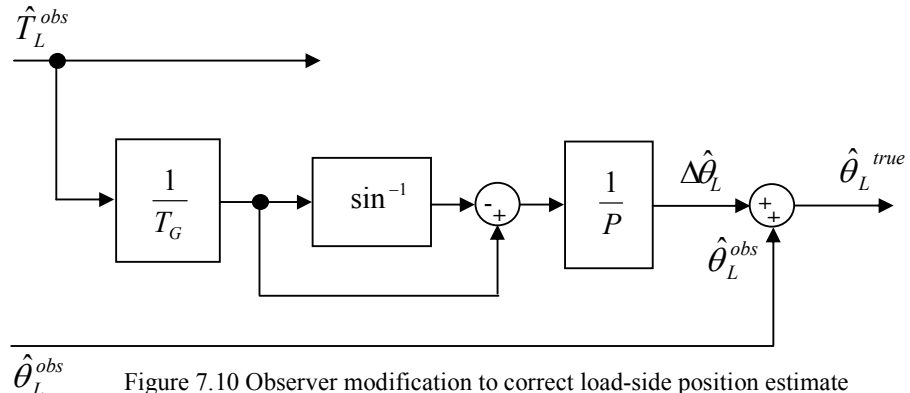 T̂_L^obs
1/T_G
sin⁻¹
-
+
1/P
Δθ̂_L
+
+
θ̂_L^true
θ̂_L^obs
θ̂_L^obs
Figure 7.10 Observer modification to correct load-side position estimate